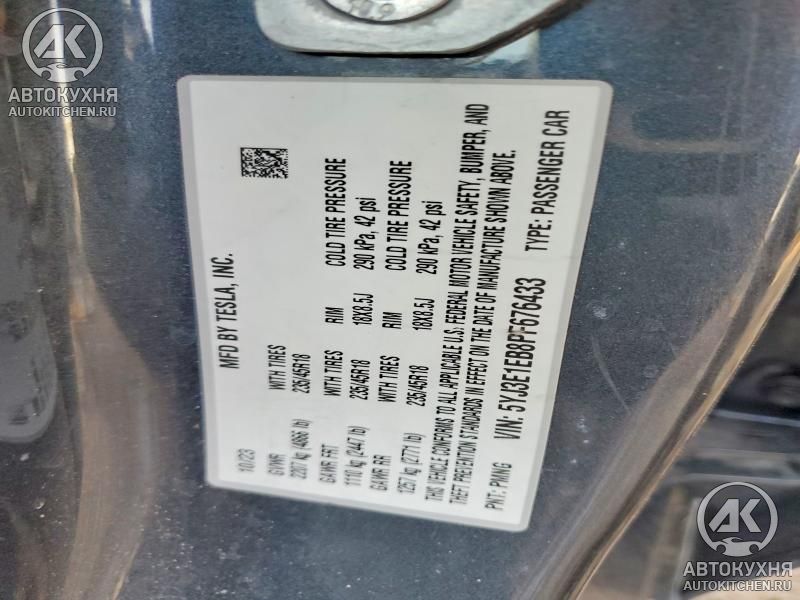 АВТОКУХНЯ
AUTOKITCHEN.RU
MFD BY TESLA, INC.
10/23
GVWR WITH TIRES RIM COLD TIRE PRESSURE
2207 kg (4866 lb) 235/45R18 18X8.5J 290 kPa, 42 psi
GAWR FRT WITH TIRES RIM COLD TIRE PRESSURE
1110 kg (2447 lb) 235/45R18 18X8.5J 290 kPa, 42 psi
GAWR RR
1257 kg (2771 lb)
THIS VEHICLE CONFORMS TO ALL APPLICABLE U.S. FEDERAL MOTOR VEHICLE SAFETY, BUMPER, AND
THEFT PREVENTION STANDARDS IN EFFECT ON THE DATE OF MANUFACTURE SHOWN ABOVE.
PNT: PMNG VIN: 5YJ3E1EB8PF676433 TYPE: PASSENGER CAR
АК
АВТОКУХНЯ
AUTOKITCHEN.RU